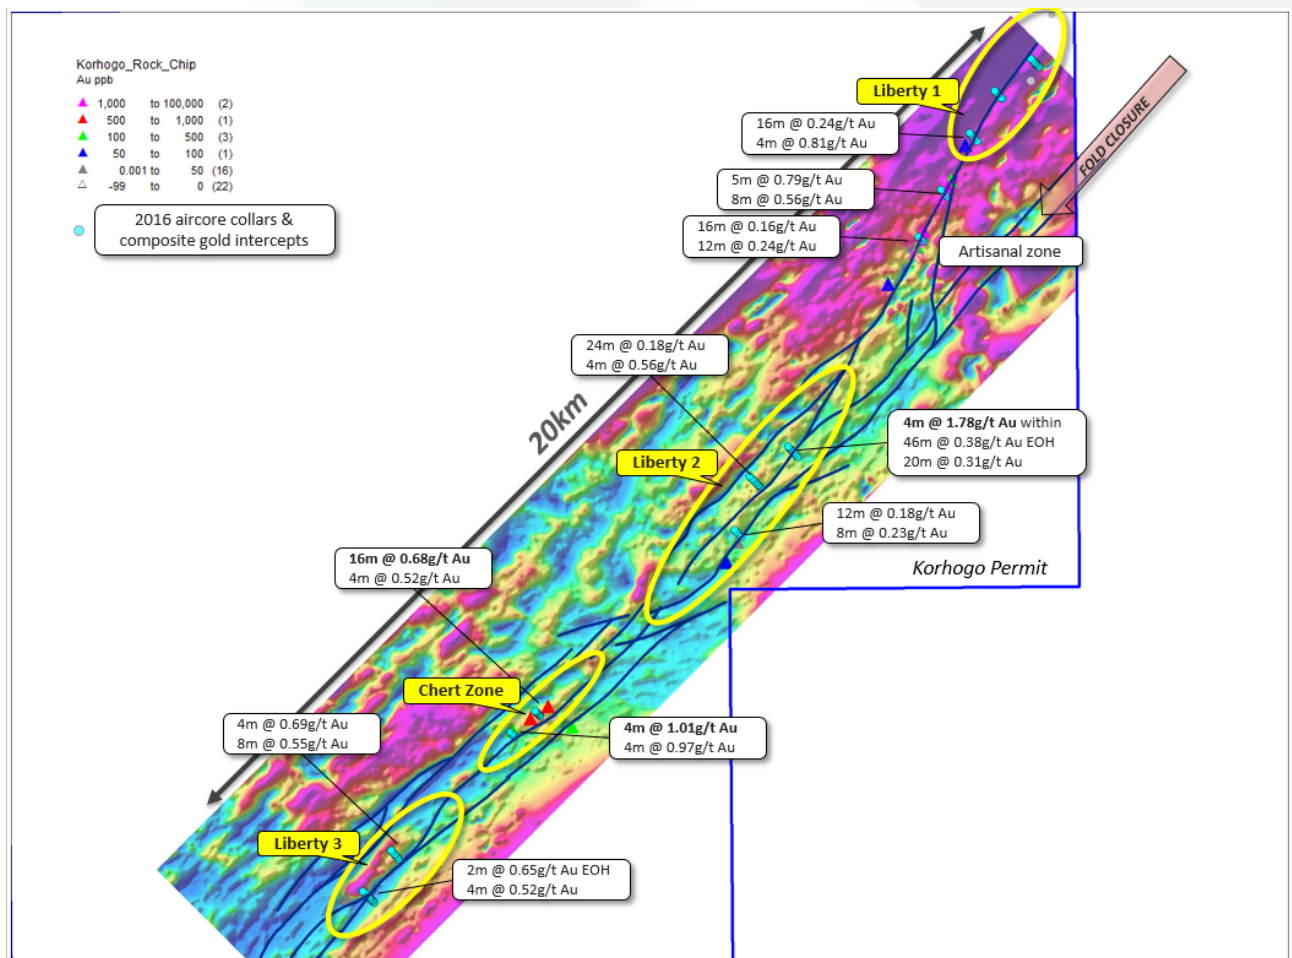 Korhogo_Rock_Chip
Au ppb
1,000 to 100,000 (2)
500 to 1,000 (1)
100 to 500 (3)
50 to 100 (1)
0.001 to 50 (16)
-99 to 0 (22)
2016 aircore collars &
composite gold intercepts
Liberty 1
16m @ 0.24g/t Au
4m @ 0.81g/t Au
FOLD CLOSURE
5m @ 0.79g/t Au
8m @ 0.56g/t Au
16m @ 0.16g/t Au
12m @ 0.24g/t Au
Artisanal zone
24m @ 0.18g/t Au
4m @ 0.56g/t Au
20km
4m @ 1.78g/t Au within
46m @ 0.38g/t Au EOH
20m @ 0.31g/t Au
Liberty 2
12m @ 0.18g/t Au
8m @ 0.23g/t Au
Korhogo Permit
16m @ 0.68g/t Au
4m @ 0.52g/t Au
Chert Zone
4m @ 0.69g/t Au
8m @ 0.55g/t Au
4m @ 1.01g/t Au
4m @ 0.97g/t Au
Liberty 3
2m @ 0.65g/t Au EOH
4m @ 0.52g/t Au